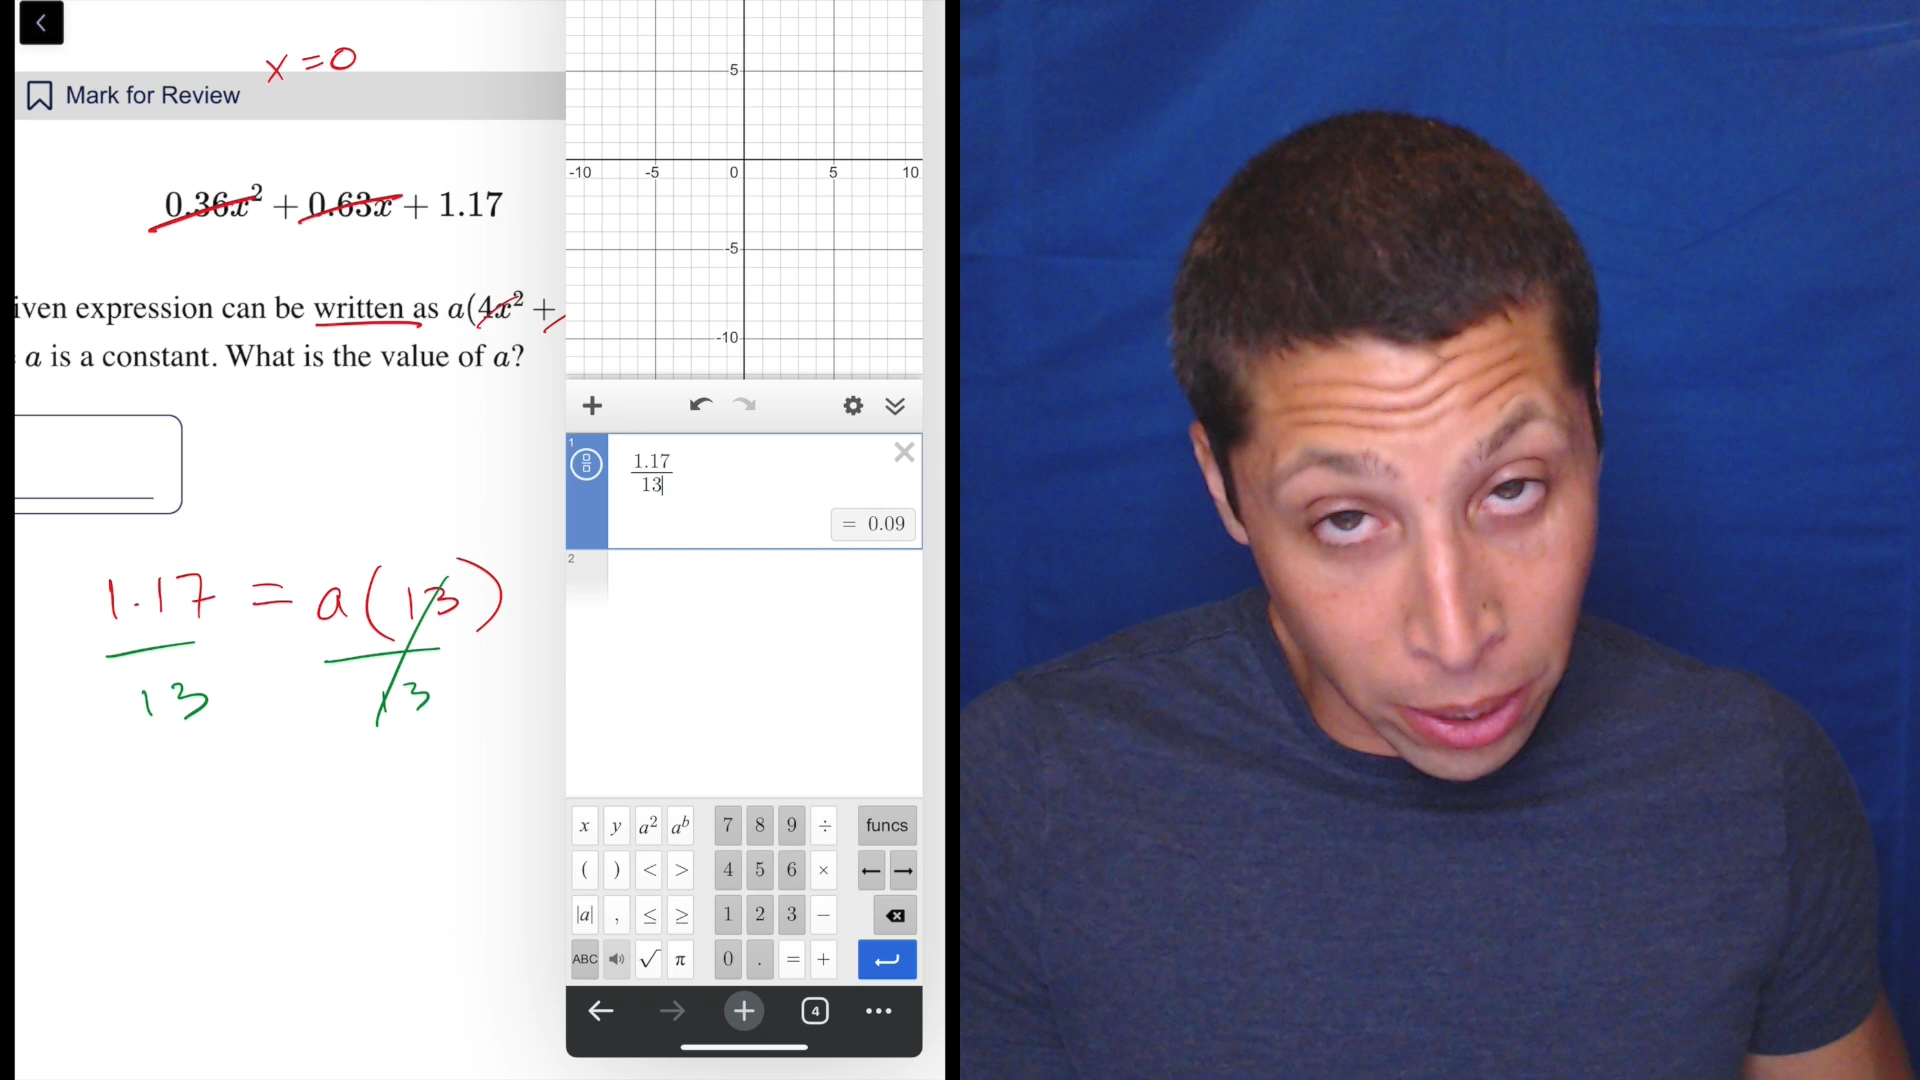 x = 0
Mark for Review
0.36x² + 0.63x + 1.17
iven expression can be written as a(4x² +
a is a constant. What is the value of a?
1.17 = a(13)
13 13
5
-10 -5 0 5 10
-5
-10
1
1.17
13
= 0.09
2
x y a² aᵇ 7 8 9 ÷ funcs
( ) < > 4 5 6 × ← →
|a| , ≤ ≥ 1 2 3 −
ABC √ π 0 . = +
4